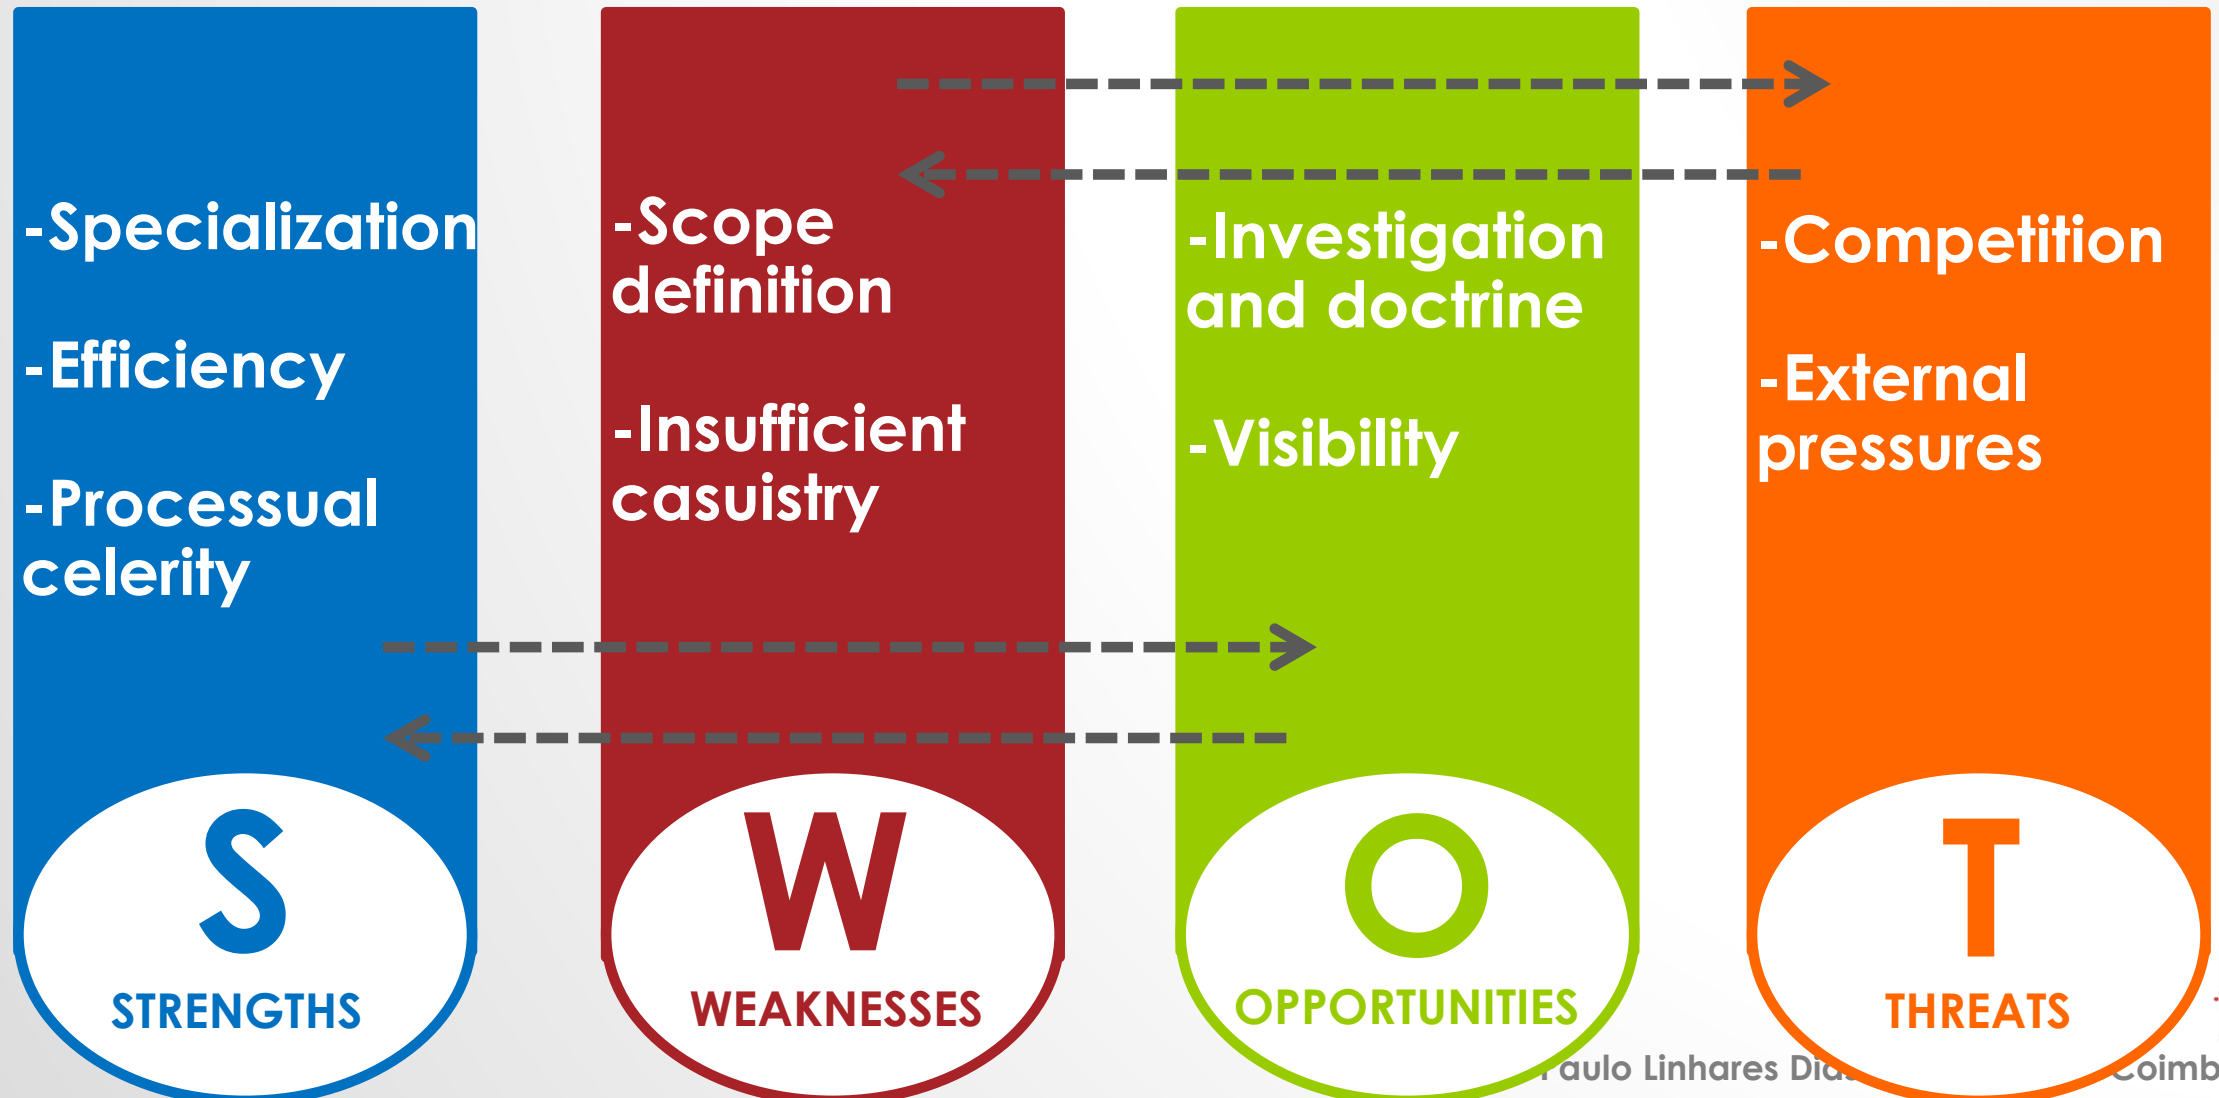 -Specialization
-Efficiency
-Processual
celerity
S
STRENGTHS
-Scope
definition
-Insufficient
casuistry
W
WEAKNESSES
-Investigation
and doctrine
-Visibility
O
OPPORTUNITIES
-Competition
-External
pressures
T
THREATS
Linhares